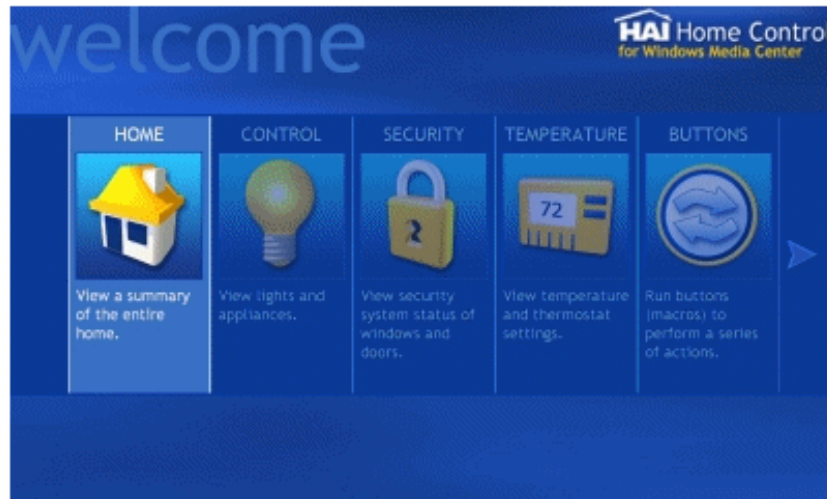 welcome
HAI Home Control
for Windows Media Center
HOME
CONTROL
SECURITY
TEMPERATURE
BUTTONS
72
View a summary
of the entire
home.
View lights and
appliances.
View security
system status of
windows and
doors.
View temperature
and thermostat
settings.
Run buttons
(macros) to
perform a series
of actions.